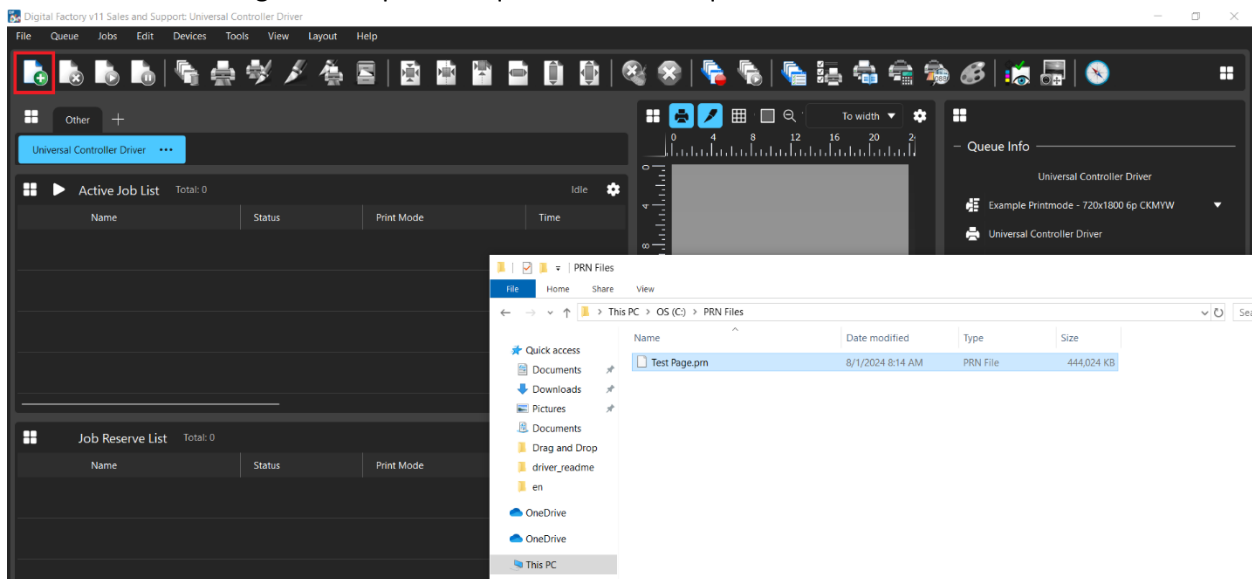 Digital Factory v11 Sales and Support: Universal Controller Driver
File Queue Jobs Edit Devices Tools View Layout Help
Other
To width
0 4 8 12 16 20
Universal Controller Driver •••
Queue Info
Universal Controller Driver
Active Job List Total: 0 Idle
0
Example Printmode - 720x1800 6p CKMYW
4
Name Status Print Mode Time
Universal Controller Driver
8
PRN Files
File Home Share View
This PC > OS (C:) > PRN Files
Name Date modified Type Size
Quick access
Test Page.prn 8/1/2024 8:14 AM PRN File 444,024 KB
Documents
Downloads
Pictures
Documents
Drag and Drop
driver_readme
en
OneDrive
OneDrive
This PC
Job Reserve List Total: 0
Name Status Print Mode